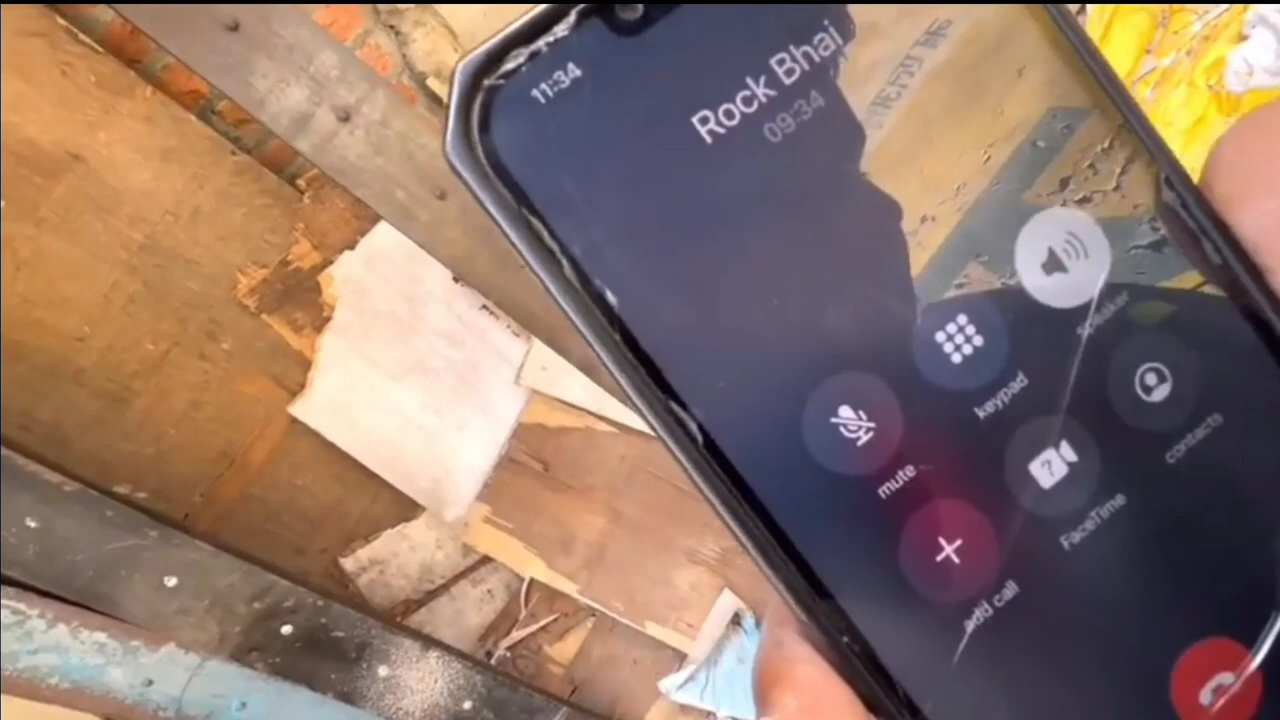 11:34
Rock Bhai
09:34
speaker
keypad
mute
contacts
FaceTime
add call